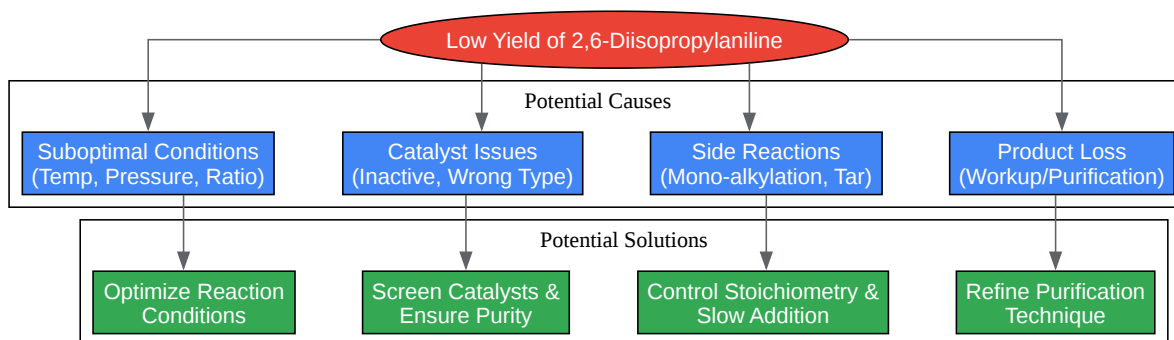 Low Yield of 2,6-Diisopropylaniline
Potential Causes
Suboptimal Conditions
(Temp, Pressure, Ratio)
Catalyst Issues
(Inactive, Wrong Type)
Side Reactions
(Mono-alkylation, Tar)
Product Loss
(Workup/Purification)
Potential Solutions
Optimize Reaction
Conditions
Screen Catalysts &
Ensure Purity
Control Stoichiometry &
Slow Addition
Refine Purification
Technique